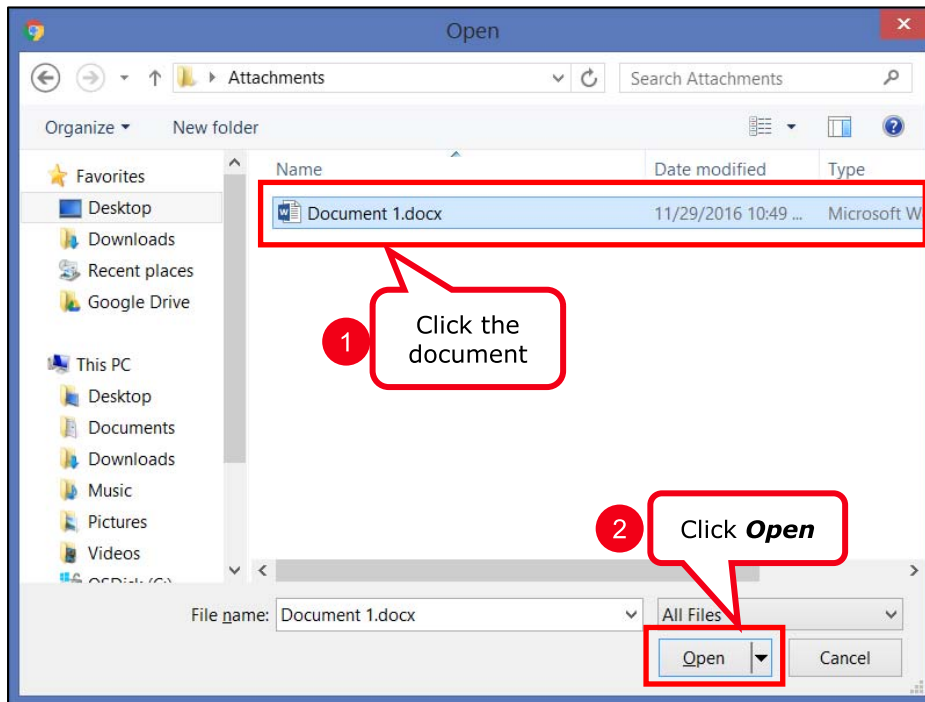 Open
Attachments
Search Attachments
Organize
New folder
Name
Date modified
Type
Favorites
Desktop
Downloads
Recent places
Google Drive
This PC
Desktop
Documents
Downloads
Music
Pictures
Videos
Document 1.docx
11/29/2016 10:49 ...
Microsoft W
1
Click the
document
2
Click Open
File name:
Document 1.docx
All Files
Open
Cancel